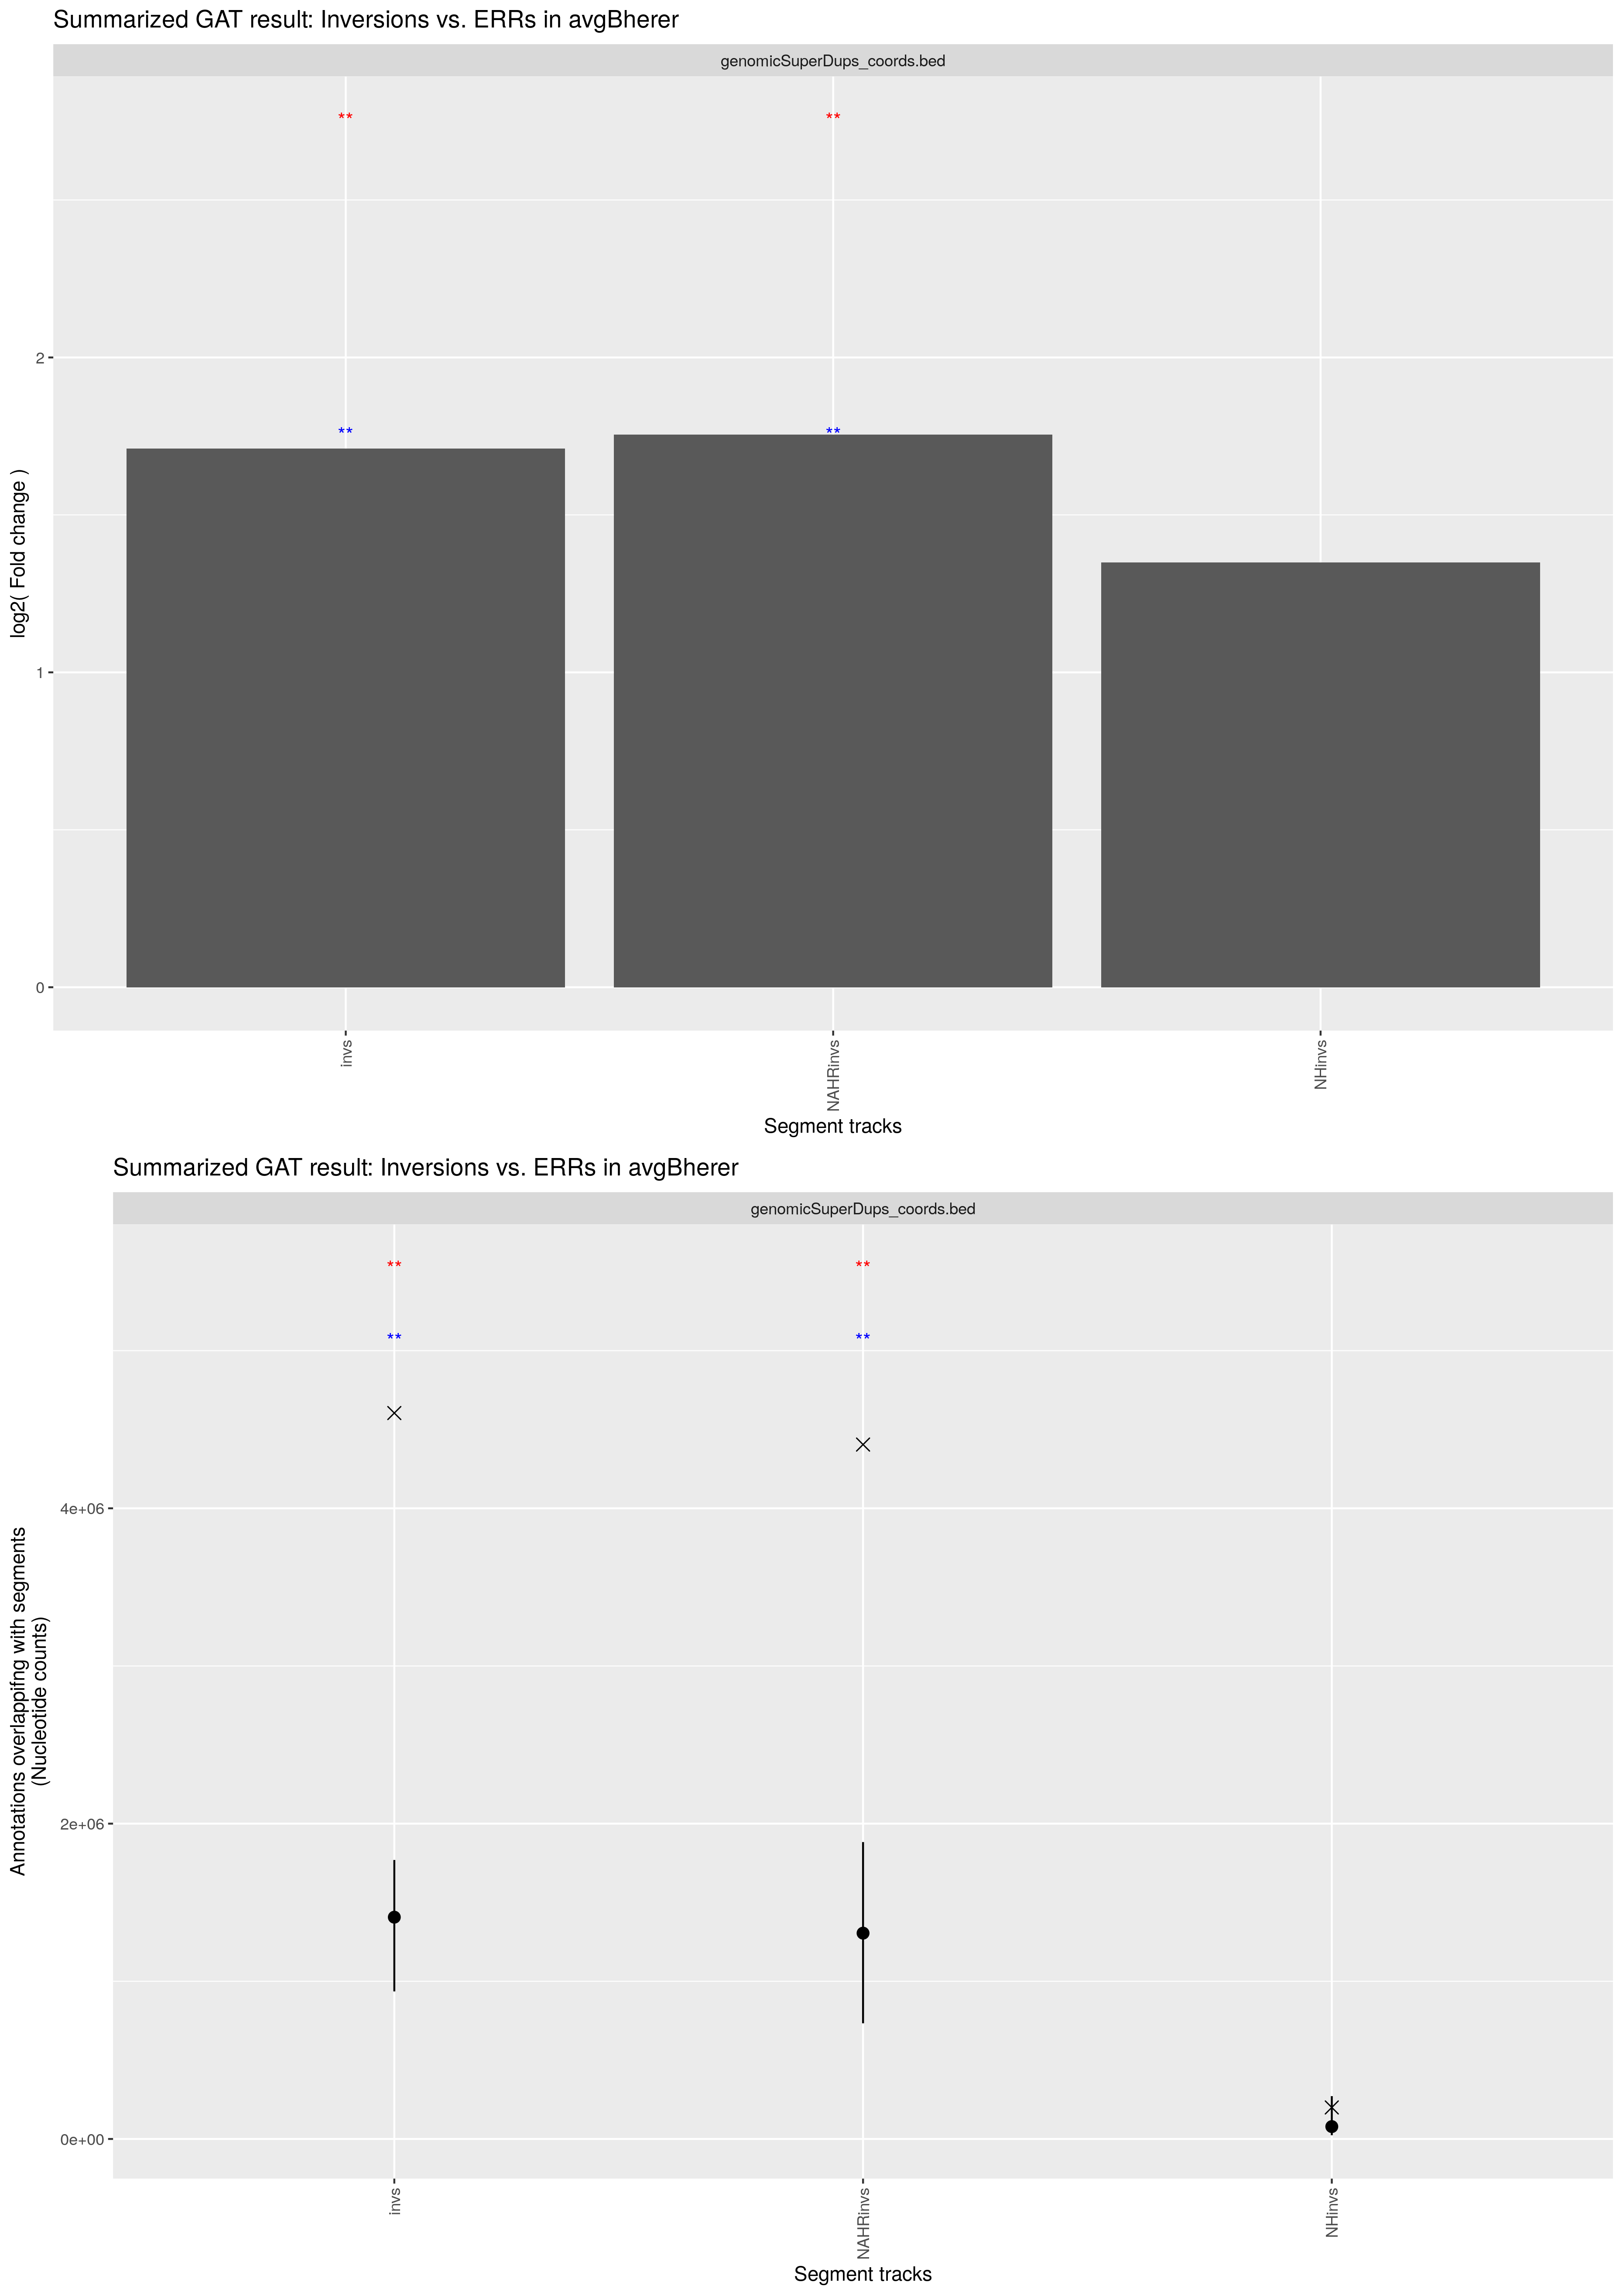 Summarized GAT result: Inversions vs. ERRs in avgBherer
genomicSuperDups_coords.bed
**
**
2
**
**
log2( Fold change )
1
0
invs
NAHRinvs
NHinvs
Segment tracks
Summarized GAT result: Inversions vs. ERRs in avgBherer
genomicSuperDups_coords.bed
**
**
**
**
4e+06
Annotations overlappifng with segments
(Nucleotide counts)
2e+06
0e+00
invs
NAHRinvs
NHinvs
Segment tracks